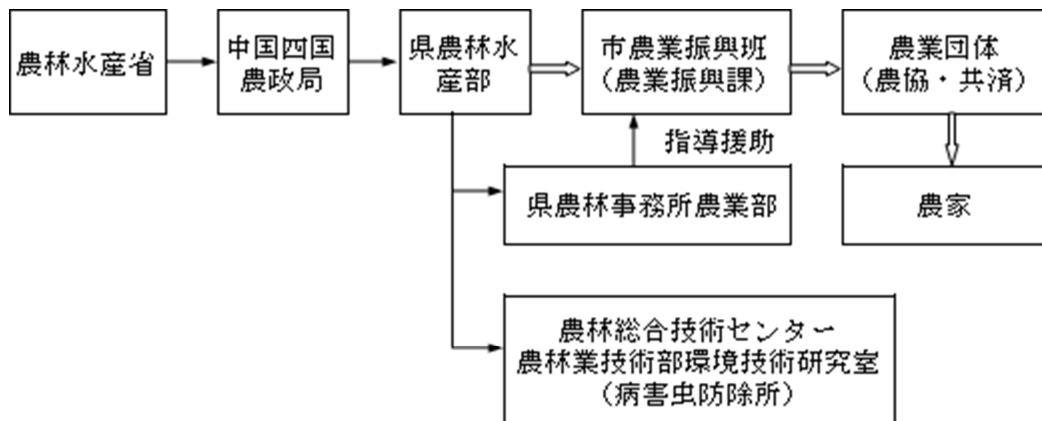 農林水産省
中国四国
農政局
県農林水
産部
市農業振興班
（農業振興課）
農業団体
（農協・共済）
指導援助
県農林事務所農業部
農家
農林総合技術センター
農林業技術部環境技術研究室
（病害虫防除所）